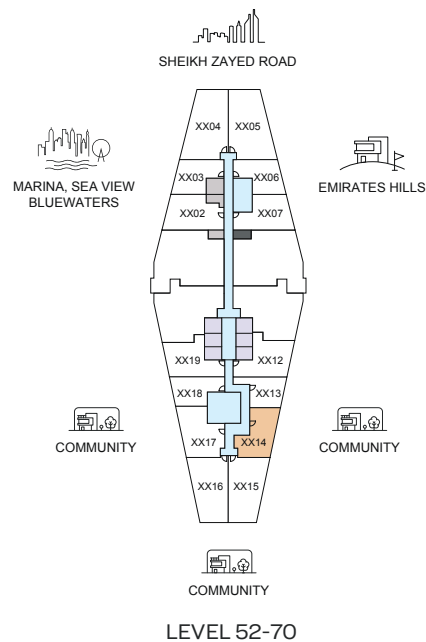 SHEIKH ZAYED ROAD
XX04 XX05
MARINA, SEA VIEW
BLUEWATERS
XX03 XX06
EMIRATES HILLS
XX02 XX07
XX19 XX12
XX18 XX13
COMMUNITY
XX17 XX14
COMMUNITY
XX16 XX15
COMMUNITY
LEVEL 52-70